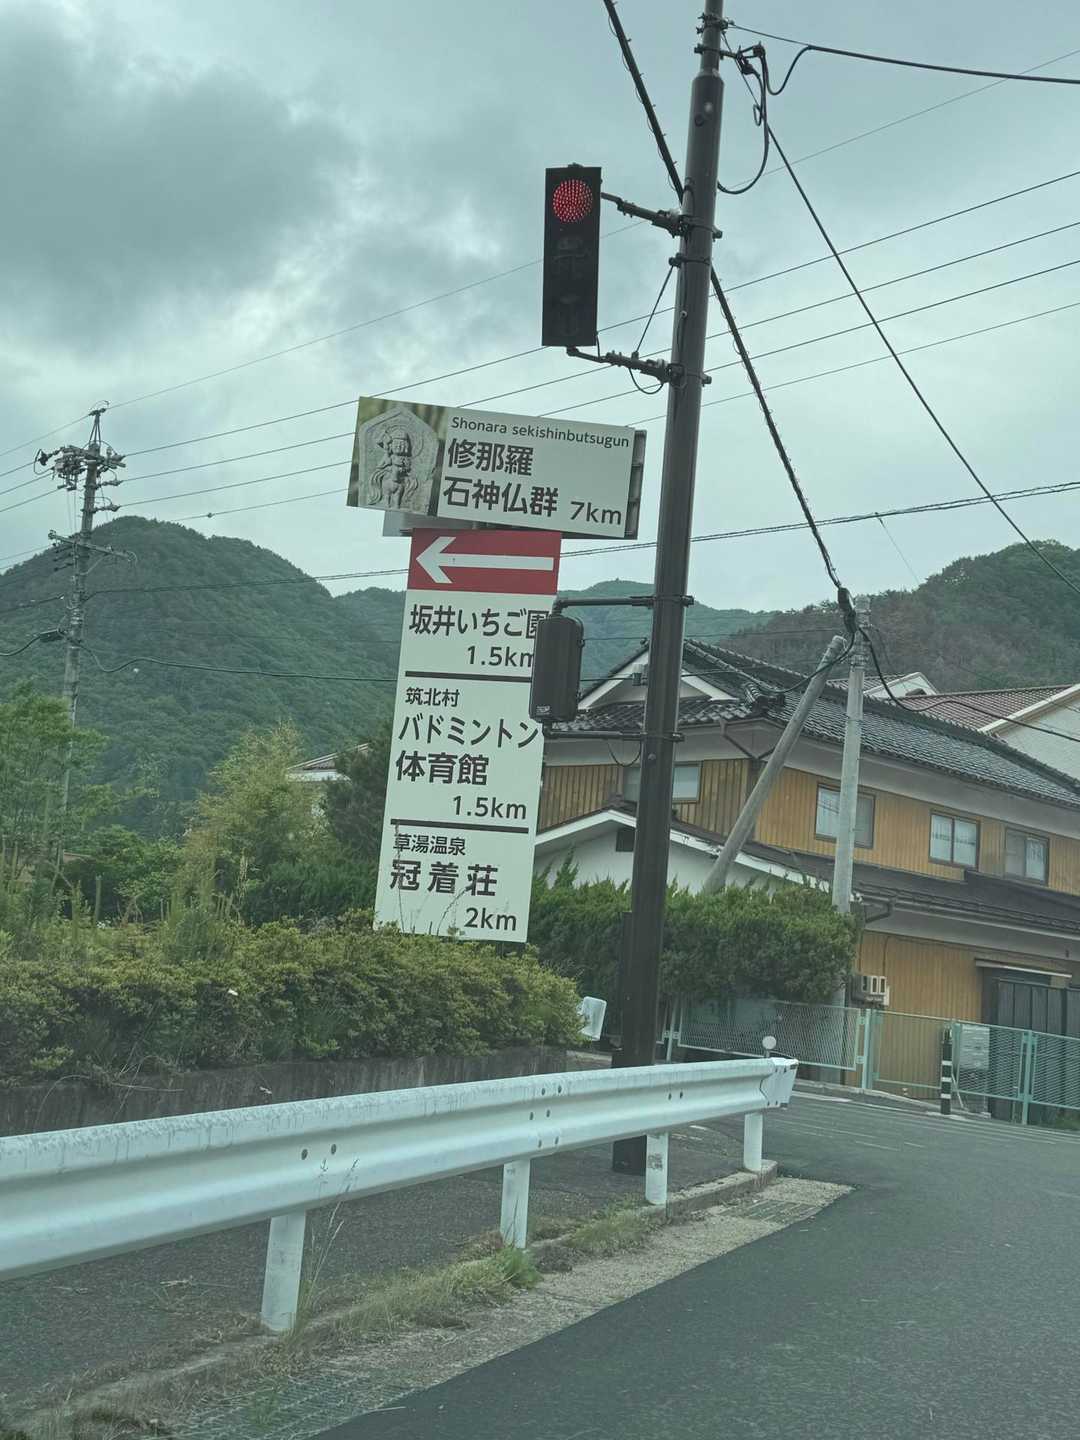 Shonara sekishinbutsugun
修那羅
石神仏群 7km
坂井いちご園
1.5km
筑北村
バドミントン
体育館
1.5km
草湯温泉
冠着荘
2km